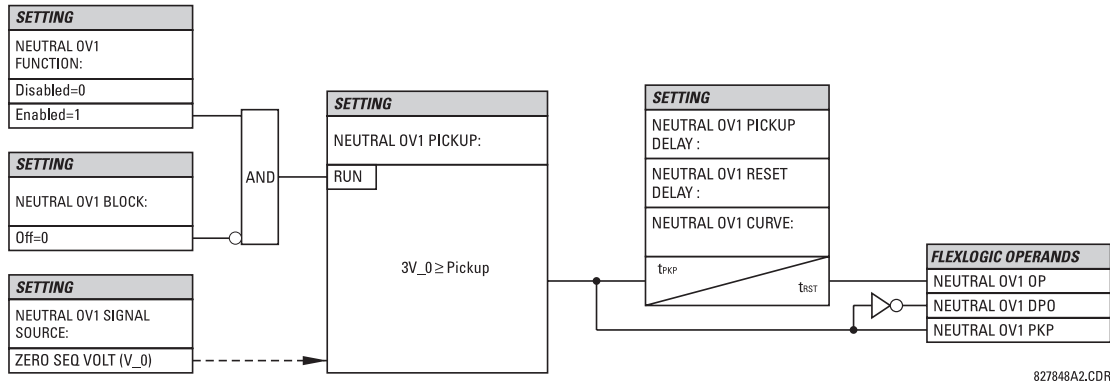 SETTING
NEUTRAL OV1
FUNCTION:
Disabled=0
Enabled=1
SETTING
NEUTRAL OV1 BLOCK:
Off=0
SETTING
NEUTRAL OV1 SIGNAL
SOURCE:
ZERO SEQ VOLT (V_0)
AND
SETTING
NEUTRAL OV1 PICKUP:
RUN
3V_0 ≥ Pickup
SETTING
NEUTRAL OV1 PICKUP
DELAY :
NEUTRAL OV1 RESET
DELAY :
NEUTRAL OV1 CURVE:
tPKP
tRST
FLEXLOGIC OPERANDS
NEUTRAL OV1 OP
NEUTRAL OV1 DPO
NEUTRAL OV1 PKP
827848A2.CDR